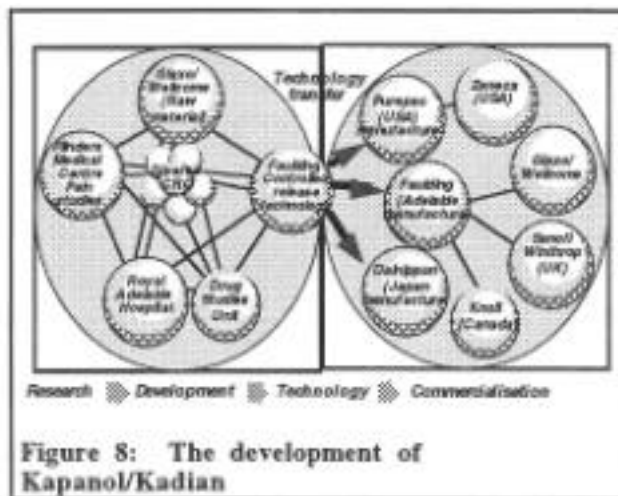 Glaxo/
Wellcome
(Raw
material)
Technology
transfer
Purepac
(USA)
manufacture
Zeneca
(USA)
Flinders
Medical
Centre
Pain
studies
Faulding
Controlled
release
technology
Faulding
(Adelaide
manufacture
Glaxo/
Wellcome
Sanofi
Winthrop
(UK)
Royal
Adelaide
Hospital
Drug
Studies
Unit
Dainippon
(Japan
manufacture
Knoll
(Canada)
Research Development Technology Commercialisation
Figure 8: The development of
Kapanol/Kadian